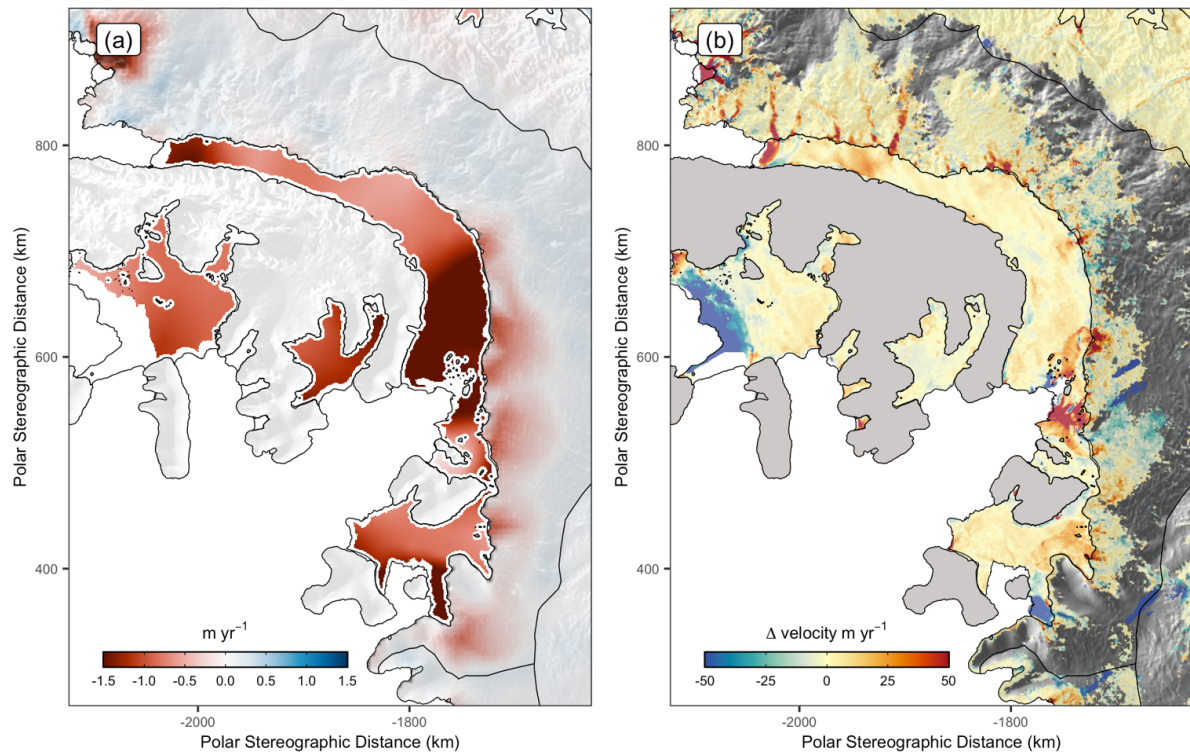 (a)
Polar Stereographic Distance (km)
800
600
400
m yr⁻¹
-1.5 -1.0 -0.5 0.0 0.5 1.0 1.5
-2000 -1800
Polar Stereographic Distance (km)
(b)
Polar Stereographic Distance (km)
800
600
400
Δ velocity m yr⁻¹
-50 -25 0 25 50
-2000 -1800
Polar Stereographic Distance (km)